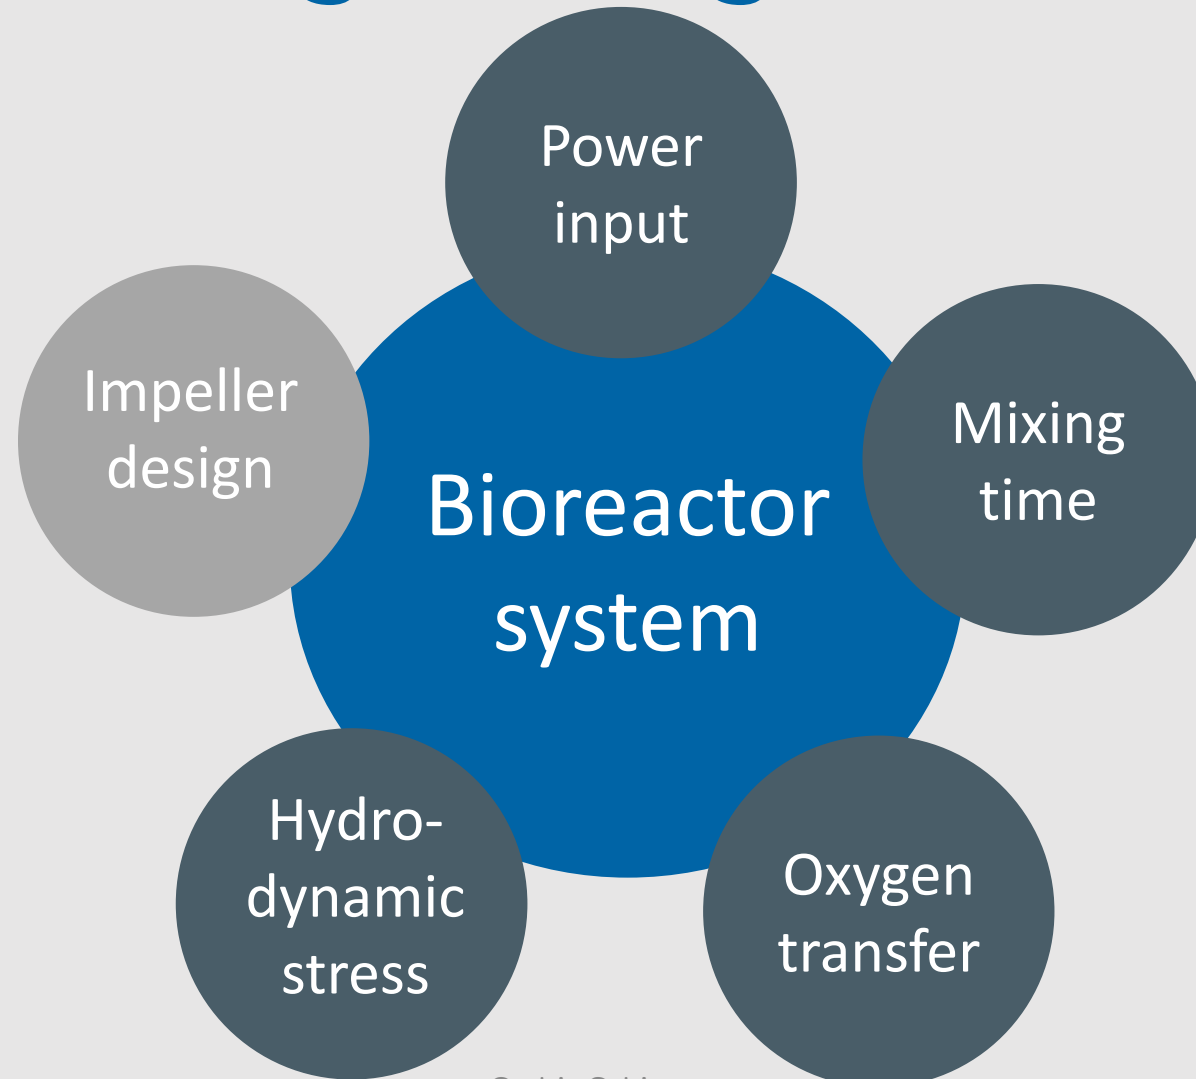 Power
input
Impeller
design
Mixing
time
Bioreactor
system
Hydro-
dynamic
stress
Oxygen
transfer